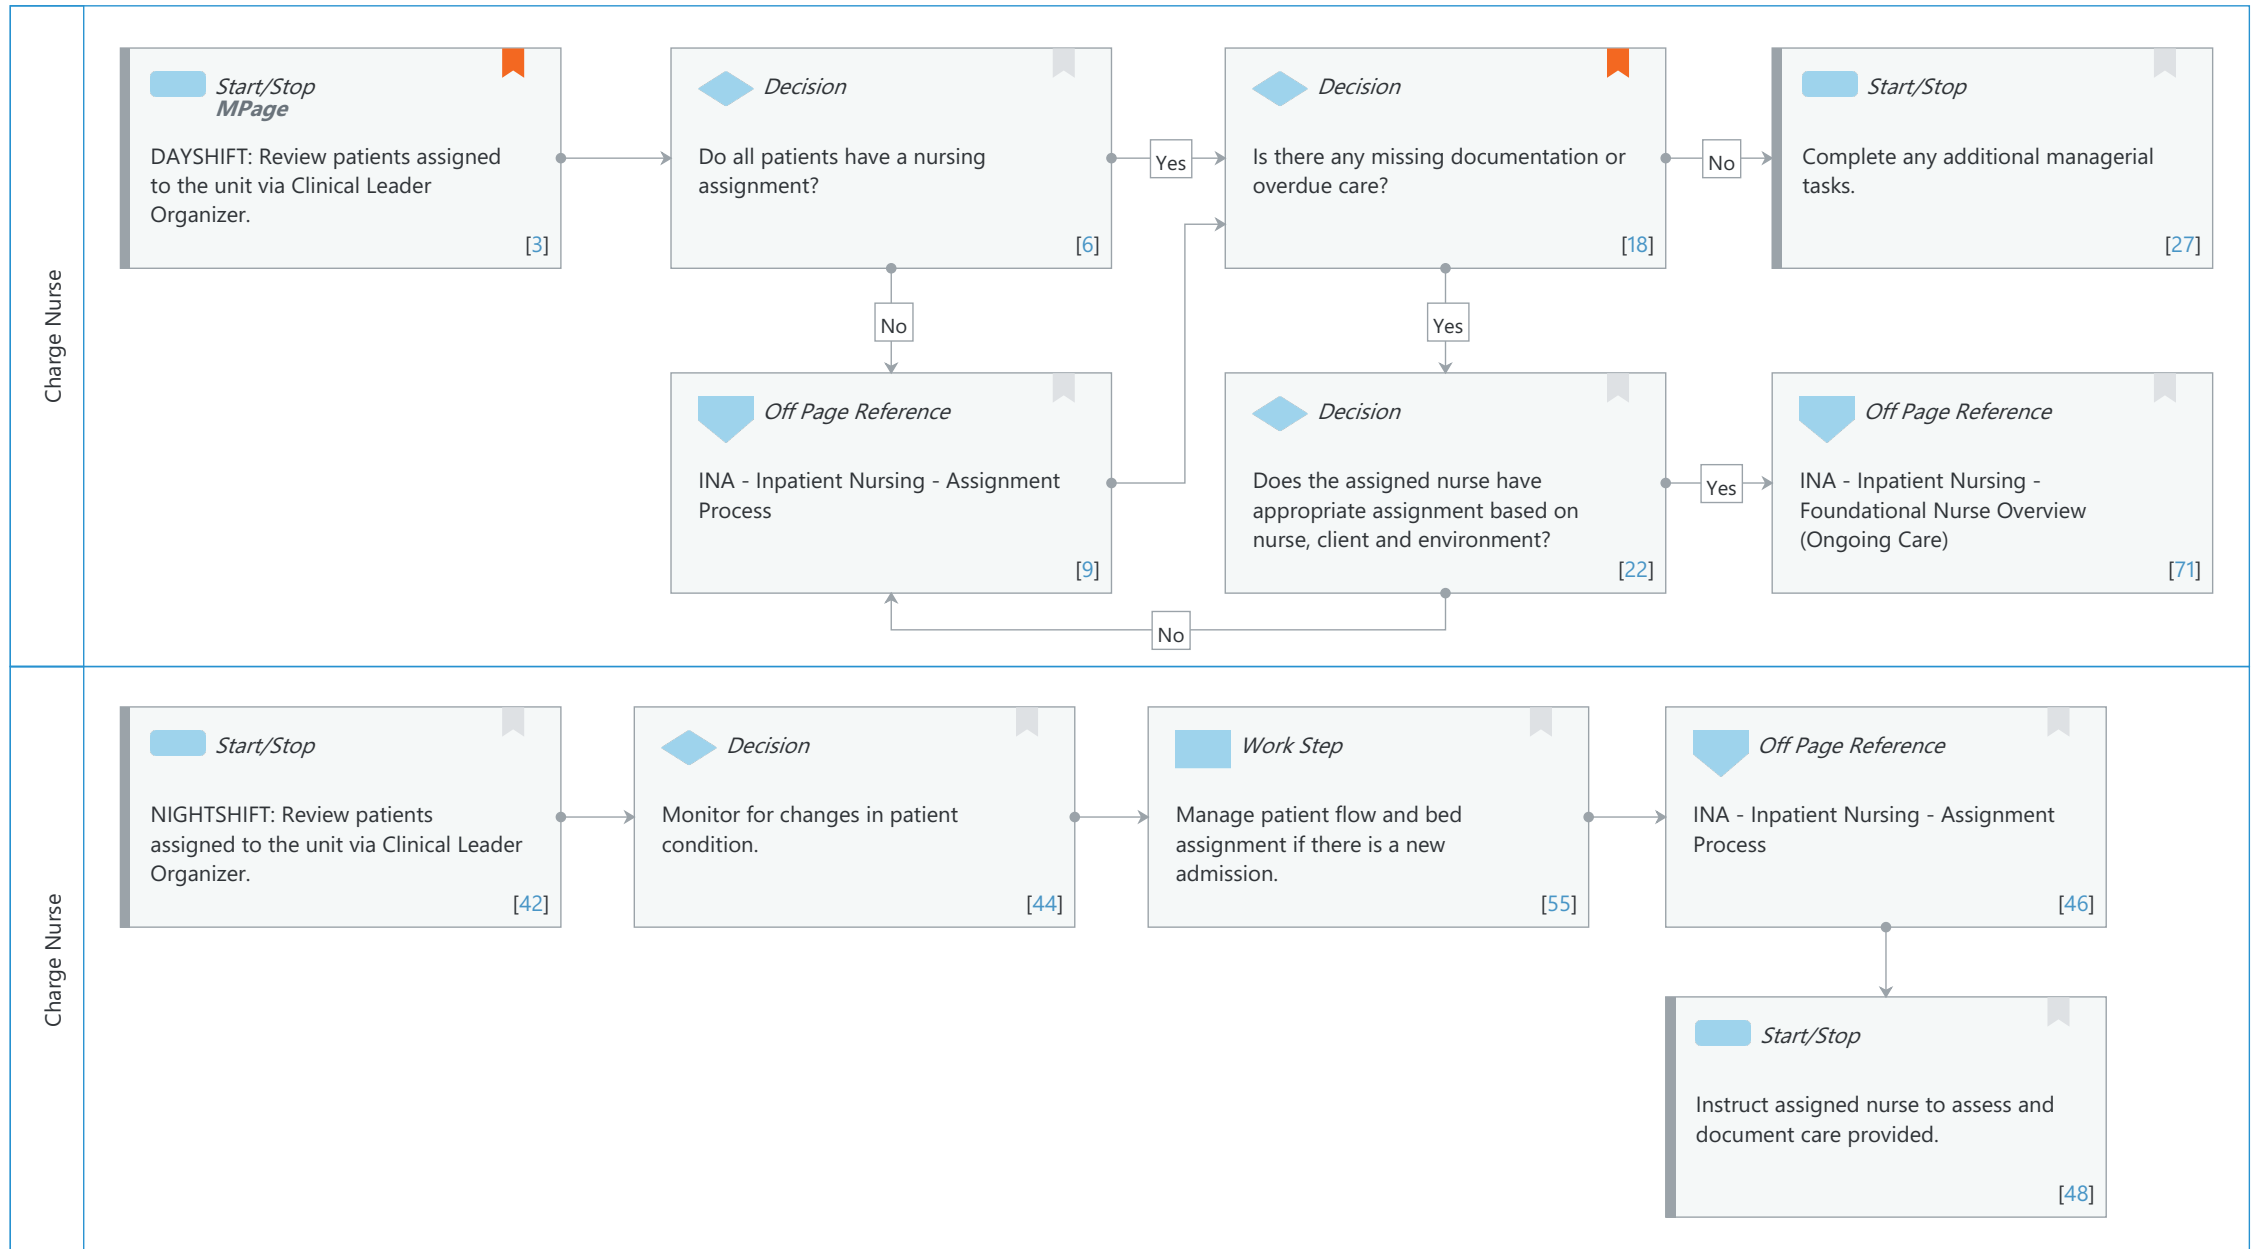 Charge Nurse
Start/Stop
MPage
DAYSHIFT: Review patients assigned
to the unit via Clinical Leader
Organizer.
[3]
Decision
Do all patients have a nursing
assignment?
[6]
Yes
Decision
Is there any missing documentation or
overdue care?
[18]
No
Start/Stop
Complete any additional managerial
tasks.
[27]
No
Yes
Off Page Reference
INA - Inpatient Nursing - Assignment
Process
[9]
Decision
Does the assigned nurse have
appropriate assignment based on
nurse, client and environment?
[22]
Yes
Off Page Reference
INA - Inpatient Nursing -
Foundational Nurse Overview
(Ongoing Care)
[71]
No
Charge Nurse
Start/Stop
NIGHTSHIFT: Review patients
assigned to the unit via Clinical Leader
Organizer.
[42]
Decision
Monitor for changes in patient
condition.
[44]
Work Step
Manage patient flow and bed
assignment if there is a new
admission.
[55]
Off Page Reference
INA - Inpatient Nursing - Assignment
Process
[46]
Start/Stop
Instruct assigned nurse to assess and
document care provided.
[48]